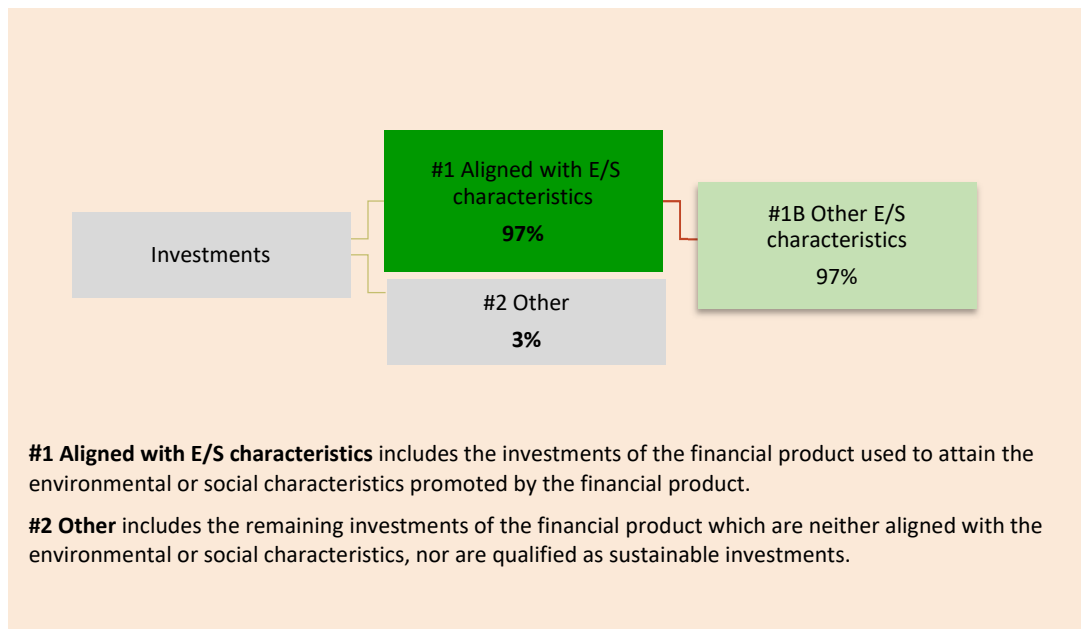 Investments
#1 Aligned with E/S
characteristics
97%
#2 Other
3%
#1B Other E/S
characteristics
97%
#1 Aligned with E/S characteristics includes the investments of the financial product used to attain the
environmental or social characteristics promoted by the financial product.
#2 Other includes the remaining investments of the financial product which are neither aligned with the
environmental or social characteristics, nor are qualified as sustainable investments.